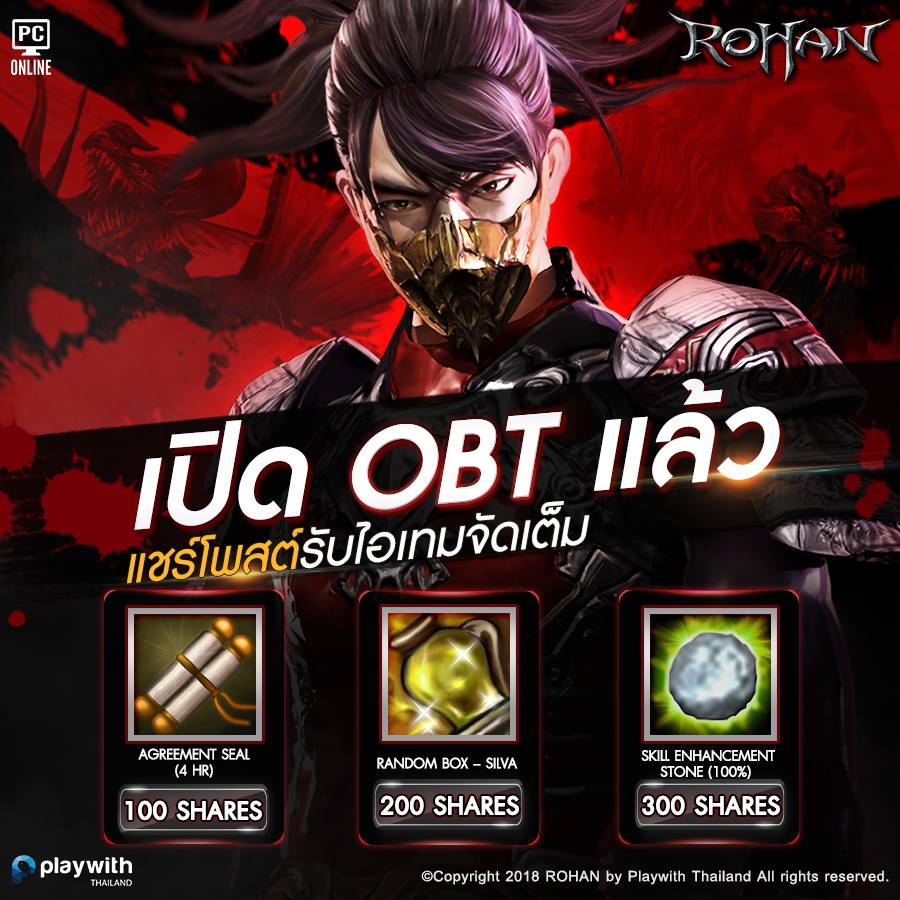 PC
ONLINE
ROHAN
เปิด OBT แล้ว
แชร์โพสต์รับไอเทมจัดเต็ม
AGREEMENT SEAL
(4 HR)
100 SHARES
RANDOM BOX – SILVA
200 SHARES
SKILL ENHANCEMENT
STONE (100%)
300 SHARES
playwith
THAILAND
©Copyright 2018 ROHAN by Playwith Thailand All rights reserved.